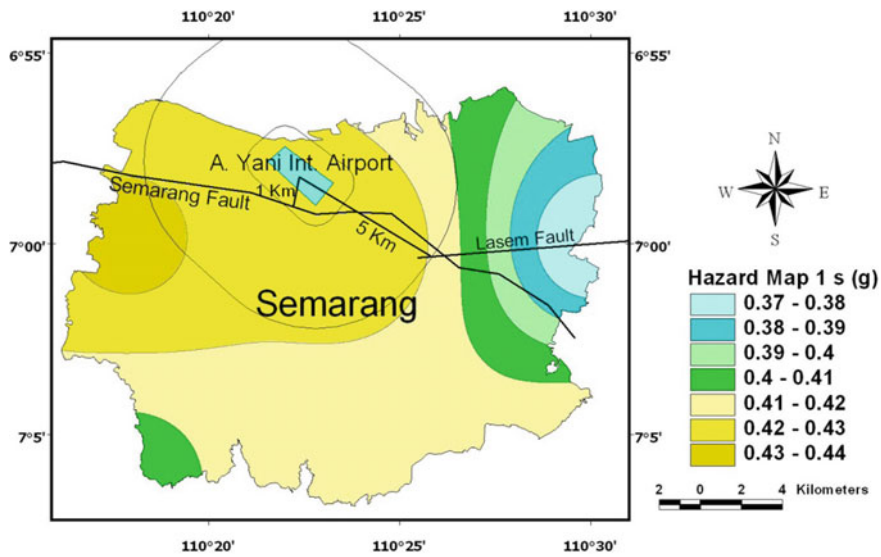 110°20' 110°25' 110°30'
6°55' 6°55'
A. Yani Int. Airport
1 Km
Semarang Fault
5 Km
7°00' Lasem Fault 7°00'
Semarang
7°5' 7°5'
110°20' 110°25' 110°30'
N
W E
S
Hazard Map 1 s (g)
0.37 - 0.38
0.38 - 0.39
0.39 - 0.4
0.4 - 0.41
0.41 - 0.42
0.42 - 0.43
0.43 - 0.44
2 0 2 4 Kilometers